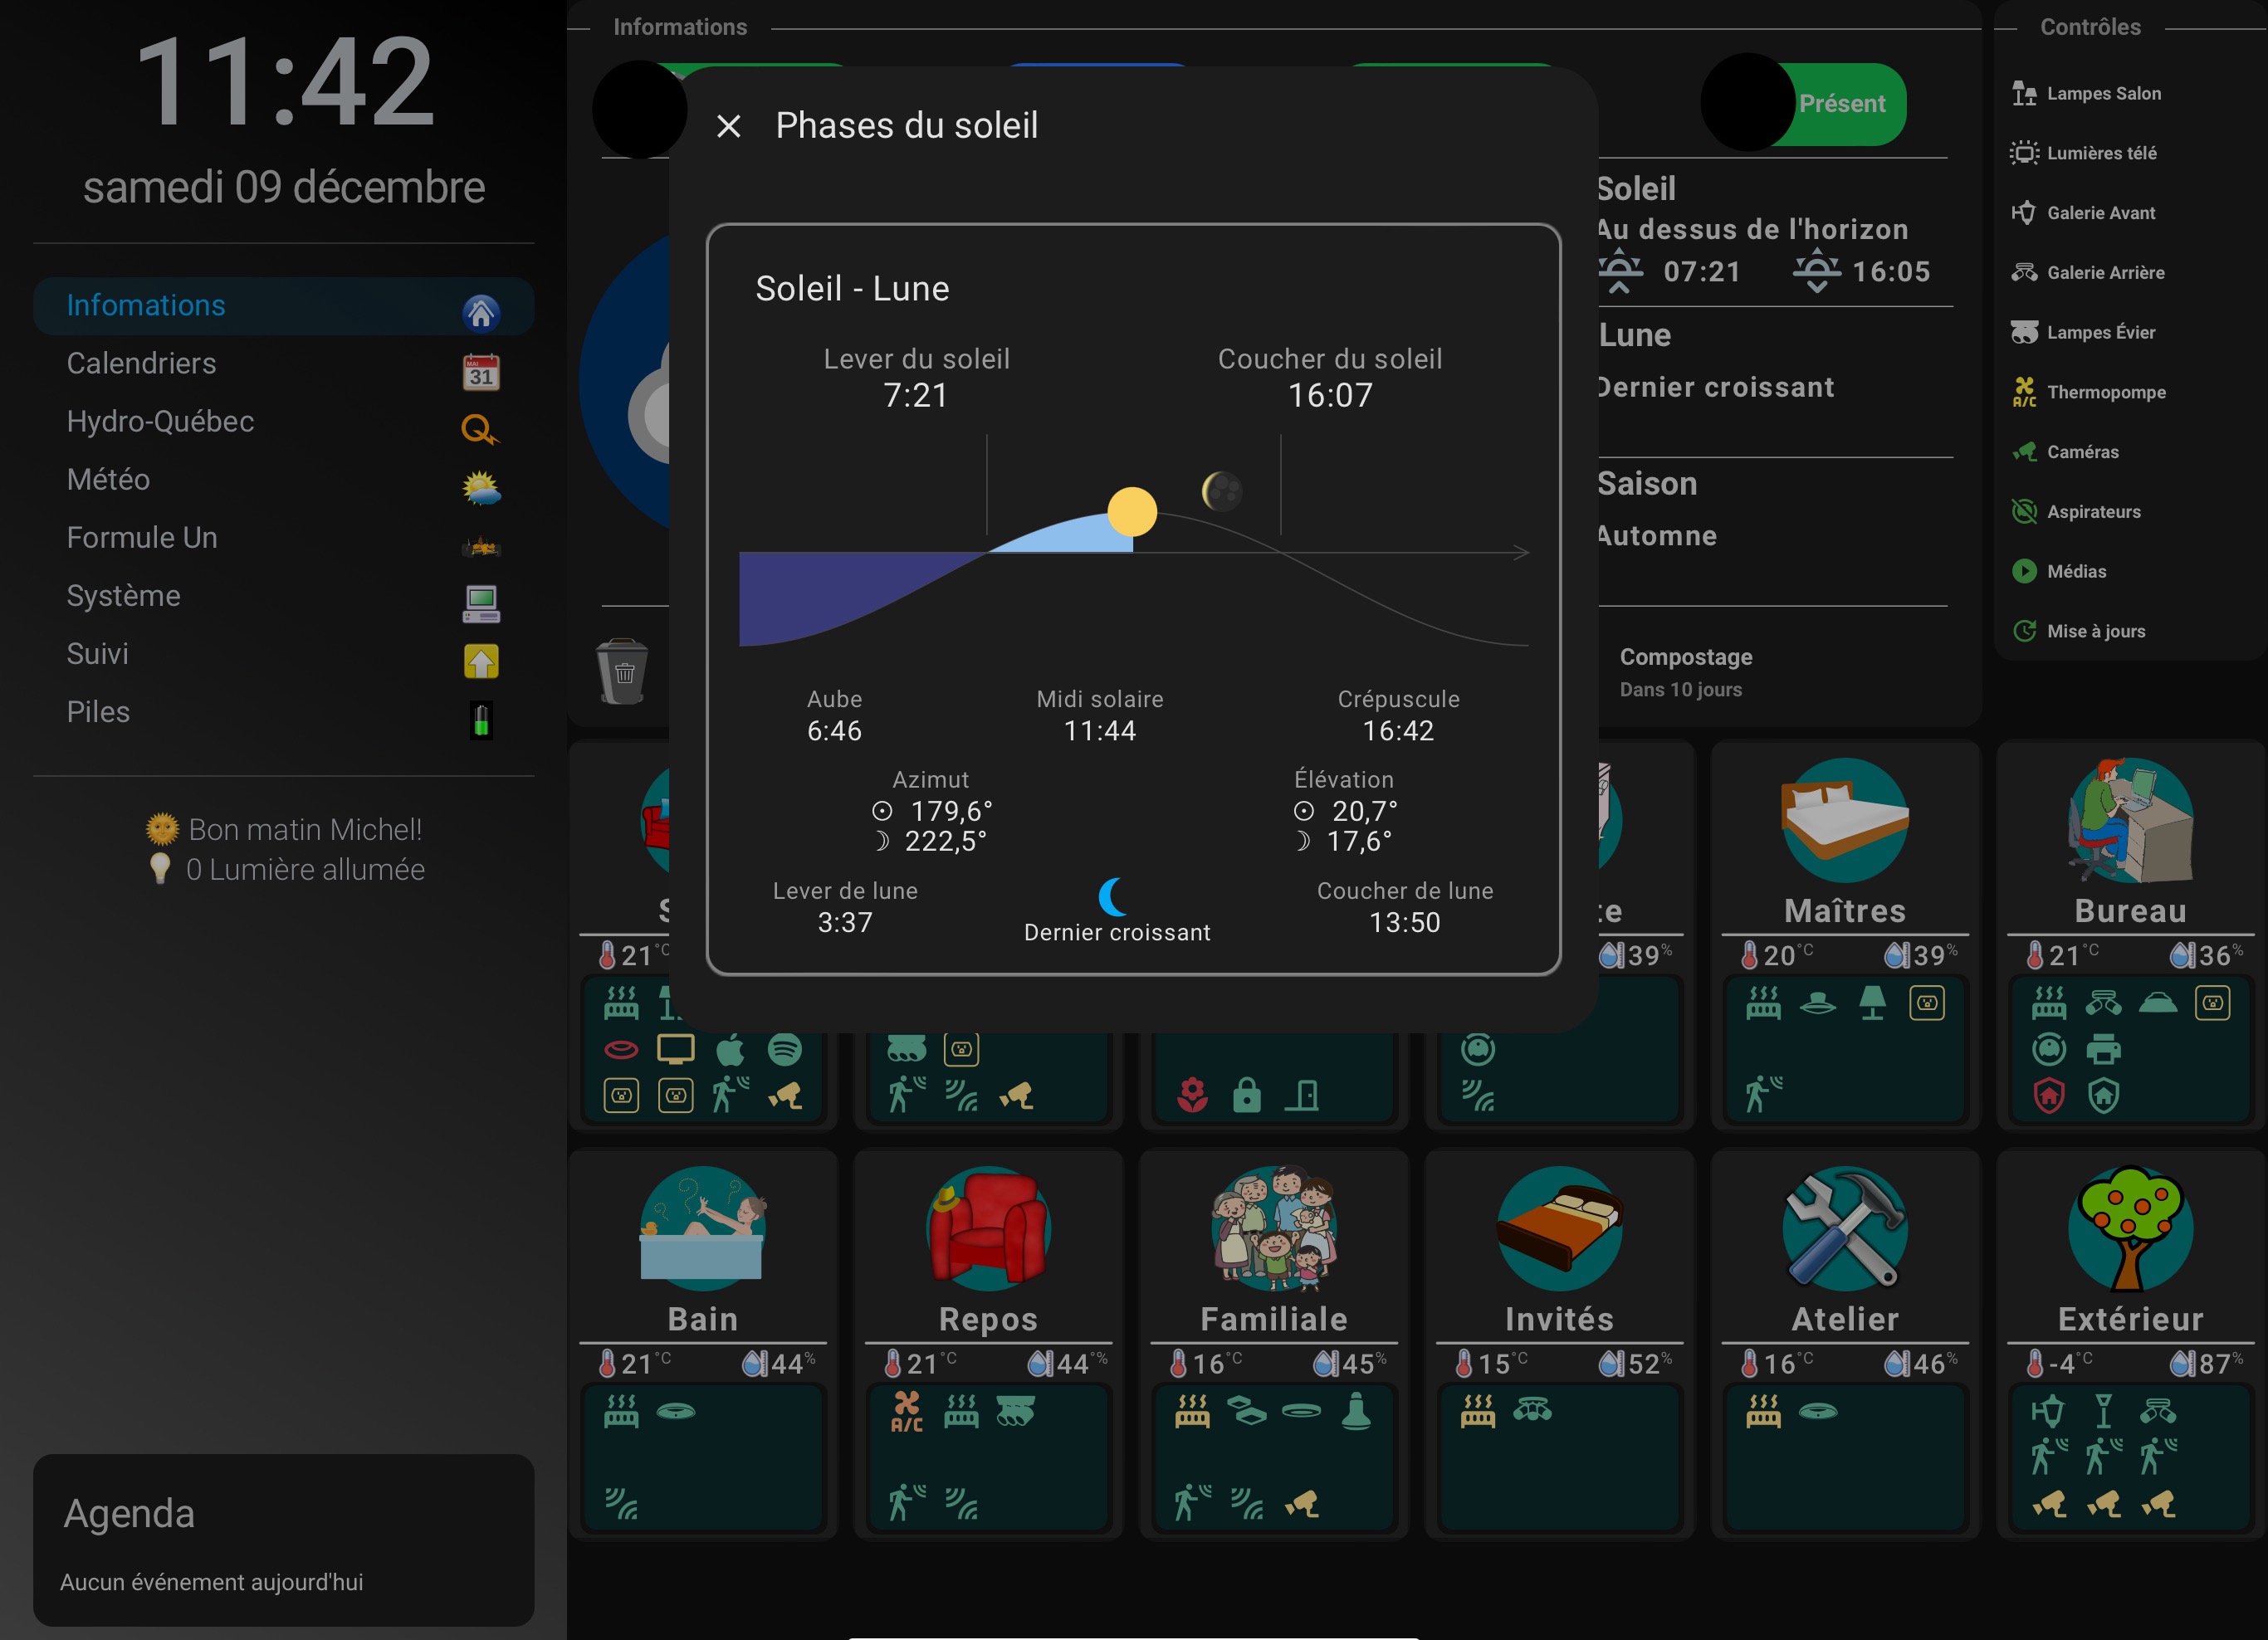 11:42
samedi 09 décembre
Infomations
Calendriers
MAI
31
Hydro-Québec
Météo
Formule Un
Système
Suivi
Piles
Bon matin Michel!
0 Lumière allumée
Agenda
Aucun événement aujourd'hui
Informations
Présent
Phases du soleil
Soleil - Lune
Lever du soleil
7:21
Coucher du soleil
16:07
Aube
6:46
Midi solaire
11:44
Crépuscule
16:42
Azimut
179,6°
222,5°
Élévation
20,7°
17,6°
Lever de lune
3:37
Dernier croissant
Coucher de lune
13:50
Soleil
Au dessus de l'horizon
07:21 16:05
Lune
Dernier croissant
Saison
Automne
Compostage
Dans 10 jours
Contrôles
Lampes Salon
Lumières télé
Galerie Avant
Galerie Arrière
Lampes Évier
A/C
Thermopompe
Caméras
Aspirateurs
Médias
Mise à jours
S
21°C
te
39%
Maîtres
20°C 39%
Bureau
21°C 36%
Bain
21°C 44%
Repos
21°C 44°%
A/C
Familiale
16°C 45%
Invités
15°C 52%
Atelier
16°C 46%
Extérieur
-4°C 87%